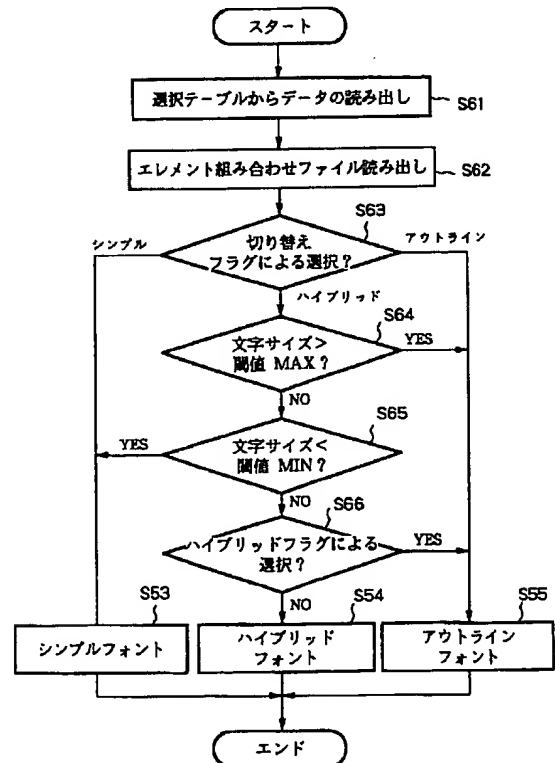 スタート
選択テーブルからデータの読み出し
S61
エレメント組み合わせファイル読み出し
S62
S63
シンプル
切り替え
フラグによる選択?
アウトライン
ハイブリッド
S64
文字サイズ>
閾値 MAX?
YES
NO
S65
YES
文字サイズ<
閾値 MIN?
NO
S66
ハイブリッドフラグによる
選択?
YES
NO
S53
S54
S55
シンプルフォント
ハイブリッド
フォント
アウトライン
フォント
エンド